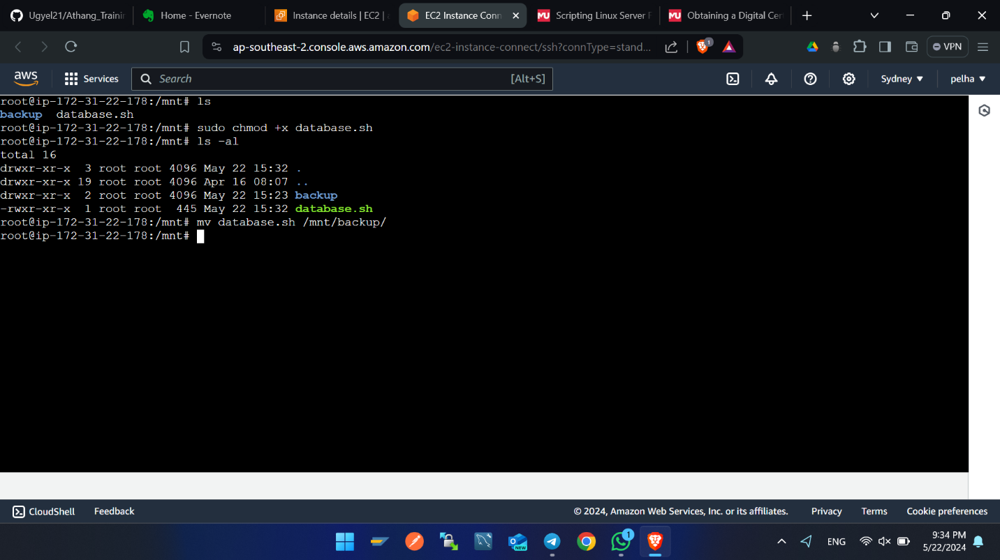 Ugyel21/Athang_Trainin
Home - Evernote
Instance details | EC2 |
EC2 Instance Conn
MU
Scripting Linux Server
MU
Obtaining a Digital Cer
ap-southeast-2.console.aws.amazon.com/ec2-instance-connect/ssh?connType=stand...
1
VPN
aws
Services
Search
[Alt+S]
Sydney ▼
pelha ▼
root@ip-172-31-22-178:/mnt# ls
backup  database.sh
root@ip-172-31-22-178:/mnt# sudo chmod +x database.sh
root@ip-172-31-22-178:/mnt# ls -al
total 16
drwxr-xr-x  3 root root 4096 May 22 15:32 .
drwxr-xr-x 19 root root 4096 Apr 16 08:07 ..
drwxr-xr-x  2 root root 4096 May 22 15:23 backup
-rwxr-xr-x  1 root root  445 May 22 15:32 database.sh
root@ip-172-31-22-178:/mnt# mv database.sh /mnt/backup/
root@ip-172-31-22-178:/mnt#
CloudShell
Feedback
© 2024, Amazon Web Services, Inc. or its affiliates.
Privacy
Terms
Cookie preferences
NEW
1
ENG
9:34 PM
5/22/2024